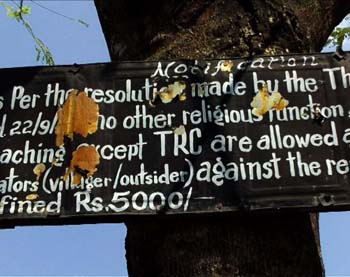 Notification
s Per the resolution made by the Th
d 22/9/ no other religious function,
eaching except TRC are allowed a
ators (villager/outsider) against the re
fined Rs.5000/-